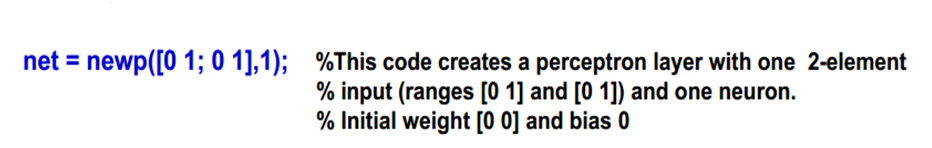 net = newp([0 1; 0 1],1); %This code creates a perceptron layer with one 2-element
% input (ranges [0 1] and [0 1]) and one neuron.
% Initial weight [0 0] and bias 0